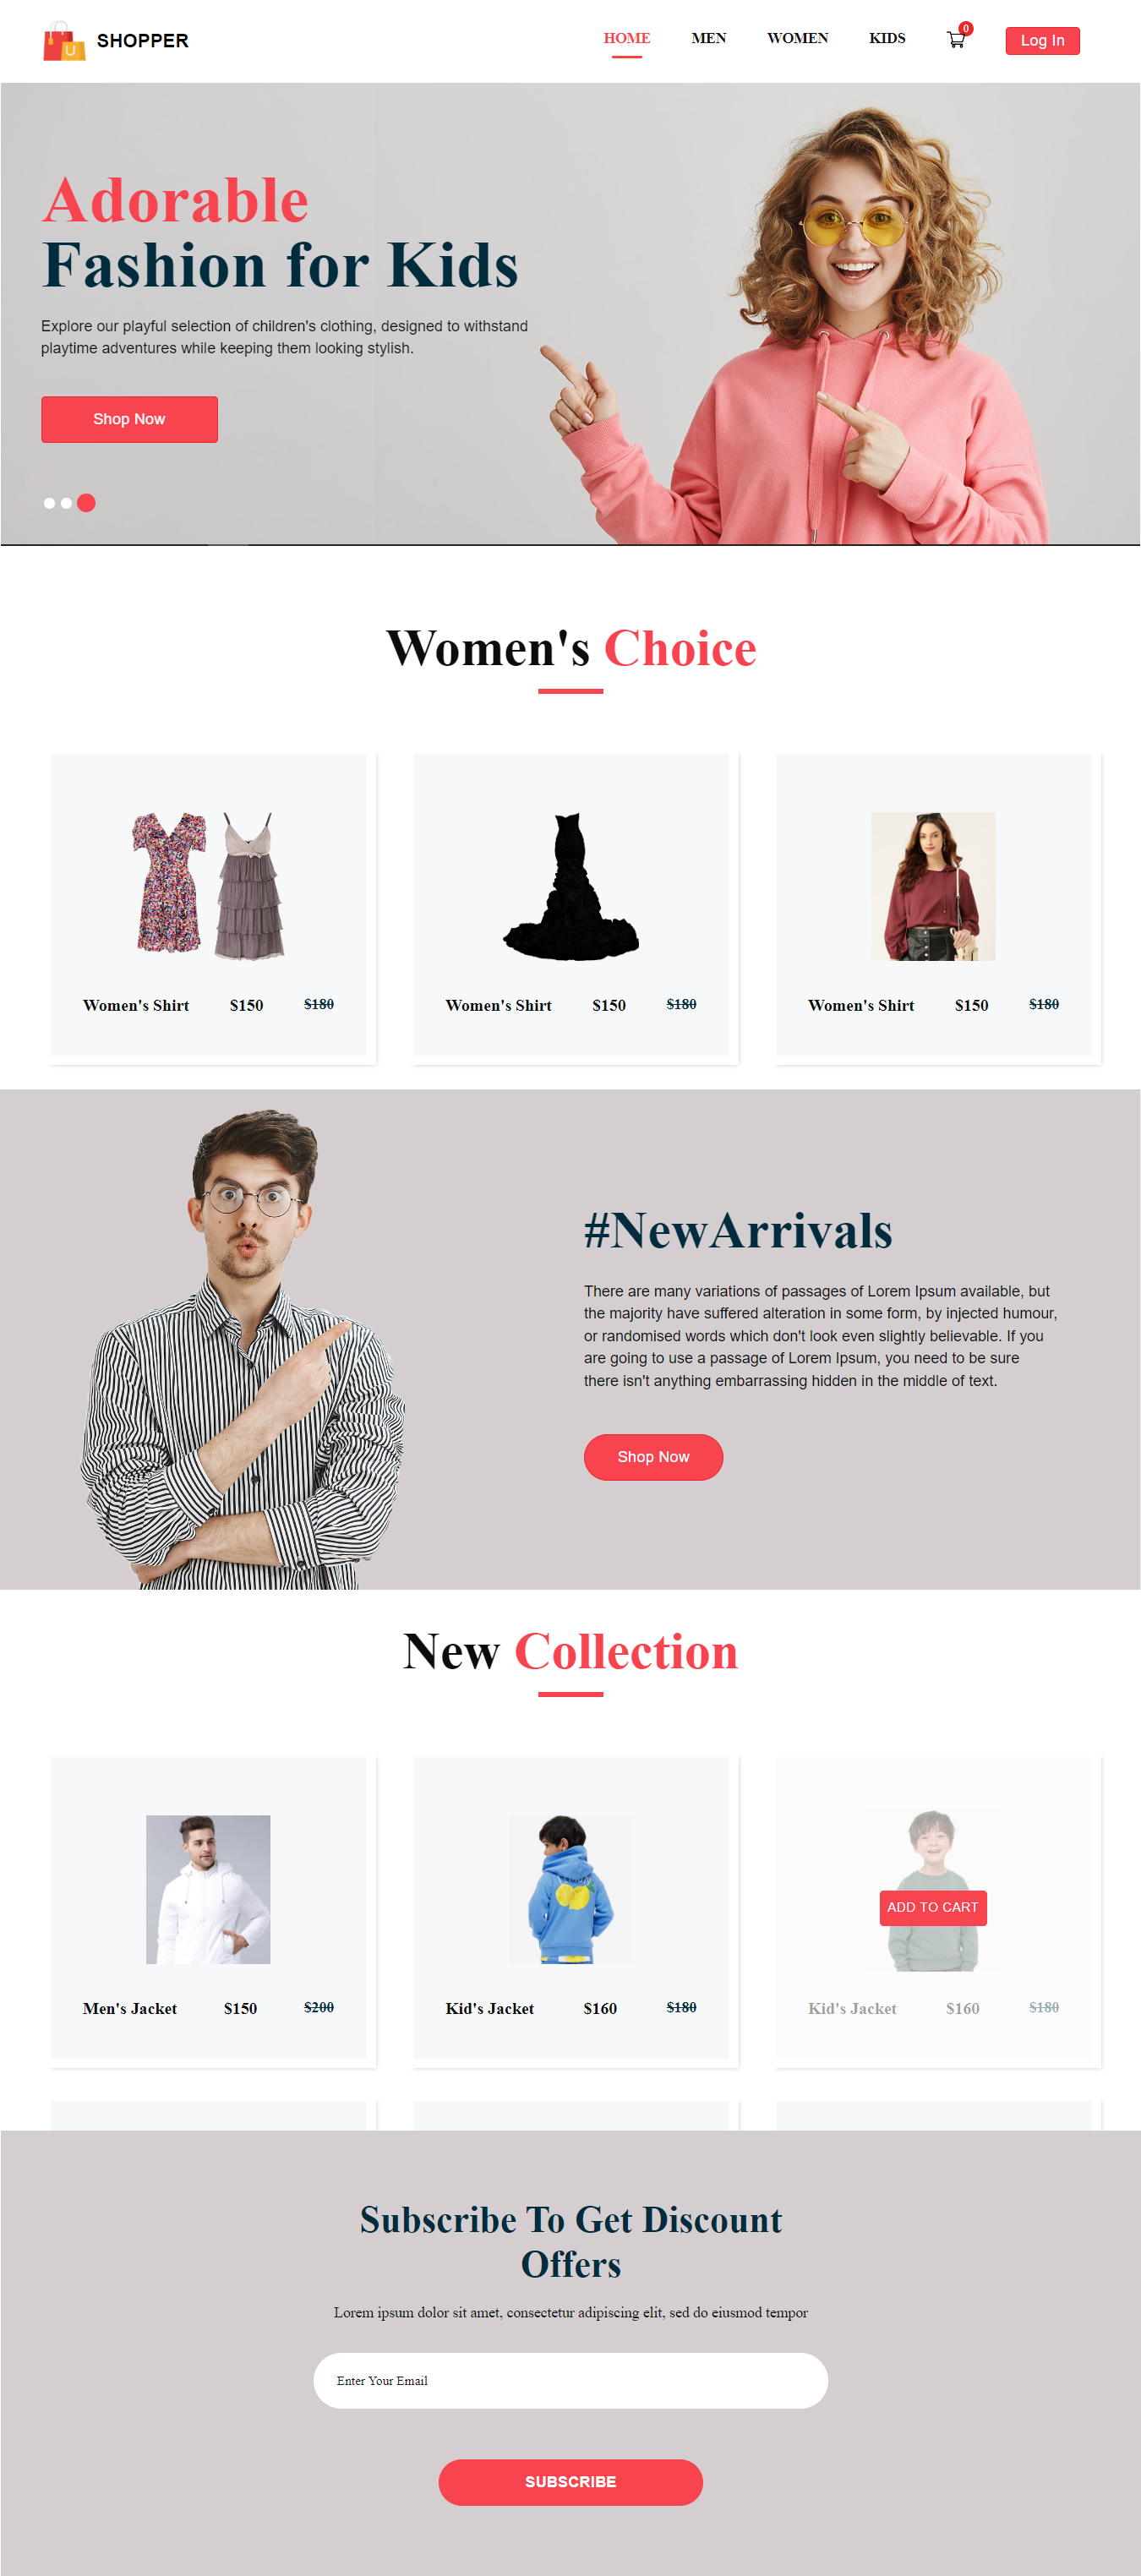 SHOPPER
HOME MEN WOMEN KIDS 0 Log In
Adorable
Fashion for Kids
Explore our playful selection of children's clothing, designed to withstand
playtime adventures while keeping them looking stylish.
Shop Now
Women's Choice
Women's Shirt $150 $180
Women's Shirt $150 $180
Women's Shirt $150 $180
#NewArrivals
There are many variations of passages of Lorem Ipsum available, but
the majority have suffered alteration in some form, by injected humour,
or randomised words which don't look even slightly believable. If you
are going to use a passage of Lorem Ipsum, you need to be sure
there isn't anything embarrassing hidden in the middle of text.
Shop Now
New Collection
Men's Jacket $150 $200
Kid's Jacket $160 $180
ADD TO CART
Kid's Jacket $160 $180
Subscribe To Get Discount
Offers
Lorem ipsum dolor sit amet, consectetur adipiscing elit, sed do eiusmod tempor
Enter Your Email
SUBSCRIBE